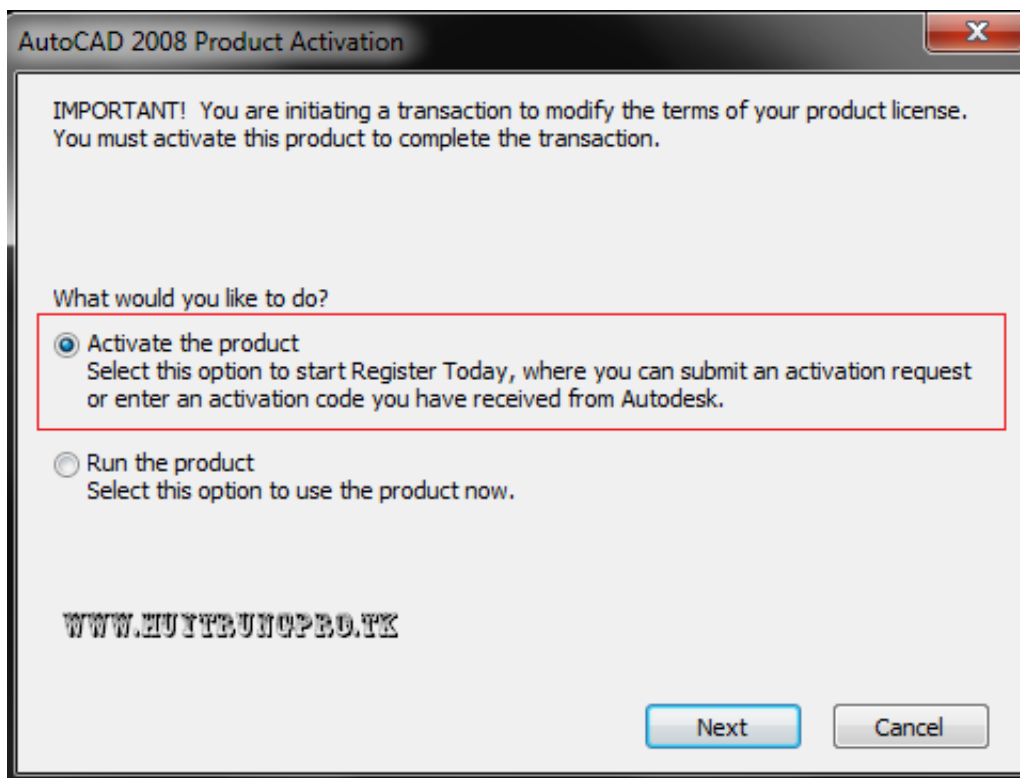 AutoCAD 2008 Product Activation
IMPORTANT! You are initiating a transaction to modify the terms of your product license.
You must activate this product to complete the transaction.
What would you like to do?
Activate the product
Select this option to start Register Today, where you can submit an activation request
or enter an activation code you have received from Autodesk.
Run the product
Select this option to use the product now.
WWW.HUYTRUNGPRO.TK
Next
Cancel